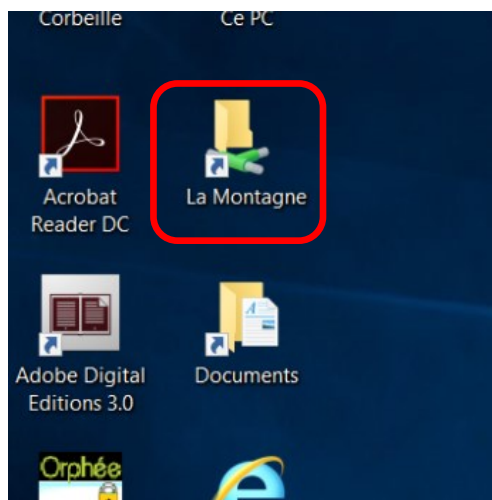 Corbeille
Ce PC
Acrobat
Reader DC
La Montagne
Adobe Digital
Editions 3.0
Documents
Orphée